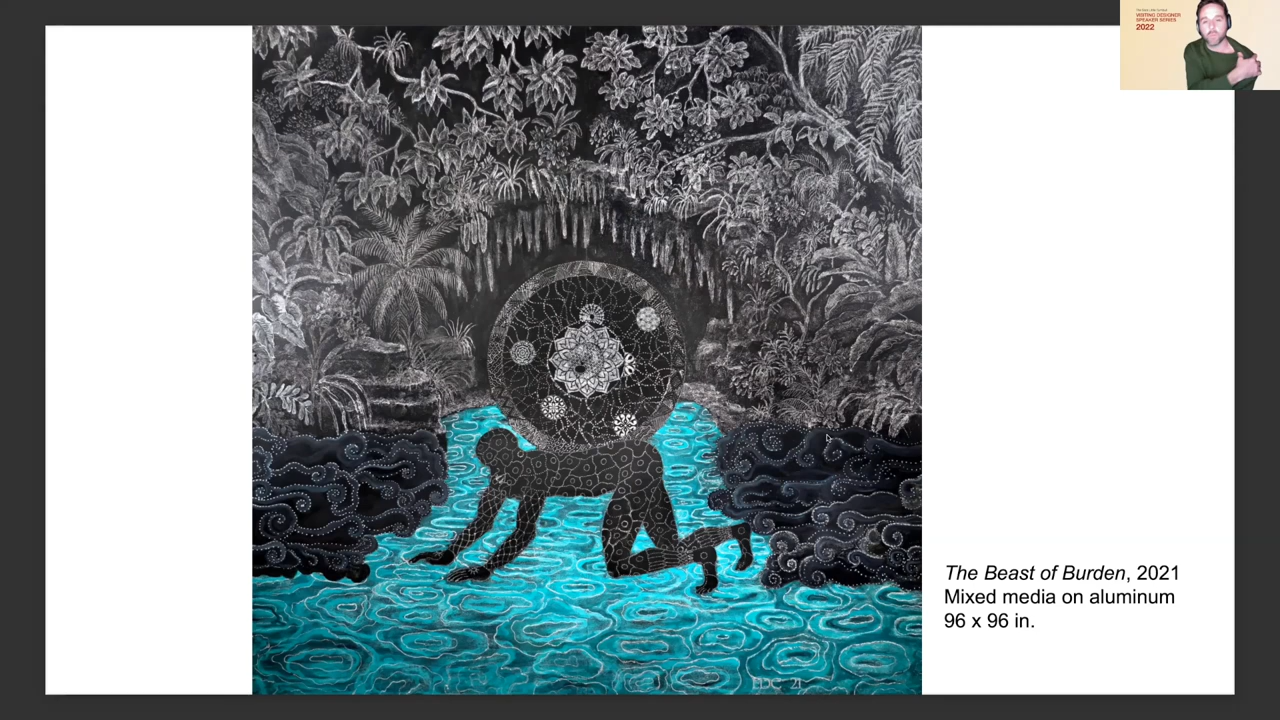 VISITING DESIGNER
SPEAKER SERIES
2022
The Beast of Burden, 2021
Mixed media on aluminum
96 x 96 in.